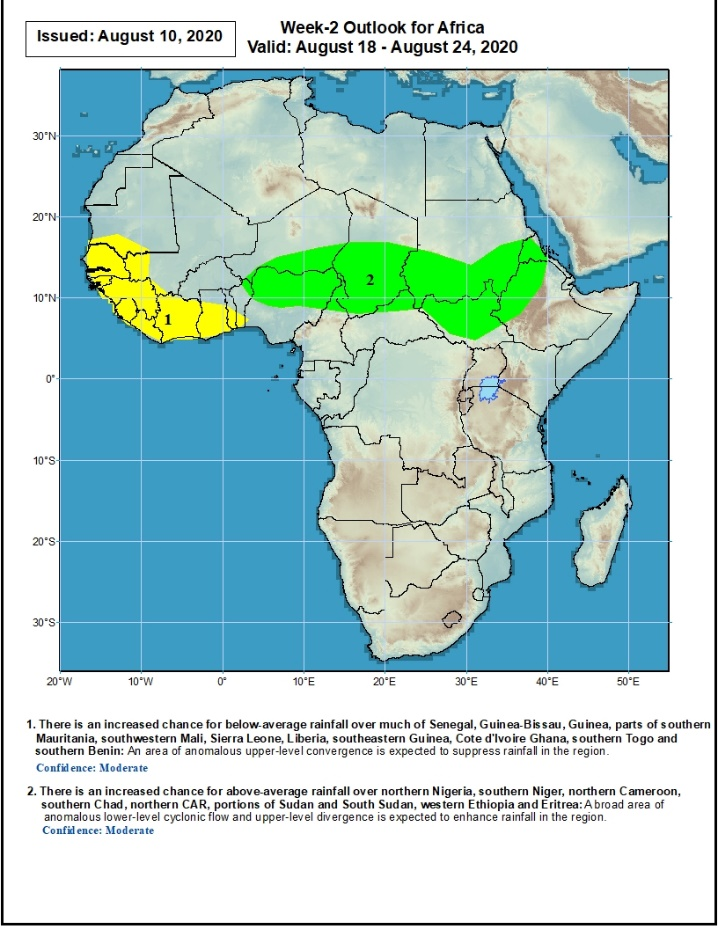 Issued: August 10, 2020
Week-2 Outlook for Africa
Valid: August 18 - August 24, 2020
30°N
20°N
10°N
0°
10°S
20°S
30°S
1
2
20°W 10°W 0° 10°E 20°E 30°E 40°E 50°E
1. There is an increased chance for below-average rainfall over much of Senegal, Guinea-Bissau, Guinea, parts of southern
Mauritania, southwestern Mali, Sierra Leone, Liberia, southeastern Guinea, Cote d'Ivoire Ghana, southern Togo and
southern Benin: An area of anomalous upper-level convergence is expected to suppress rainfall in the region.
Confidence: Moderate
2. There is an increased chance for above-average rainfall over northern Nigeria, southern Niger, northern Cameroon,
southern Chad, northern CAR, portions of Sudan and South Sudan, western Ethiopia and Eritrea: A broad area of
anomalous lower-level cyclonic flow and upper-level divergence is expected to enhance rainfall in the region.
Confidence: Moderate